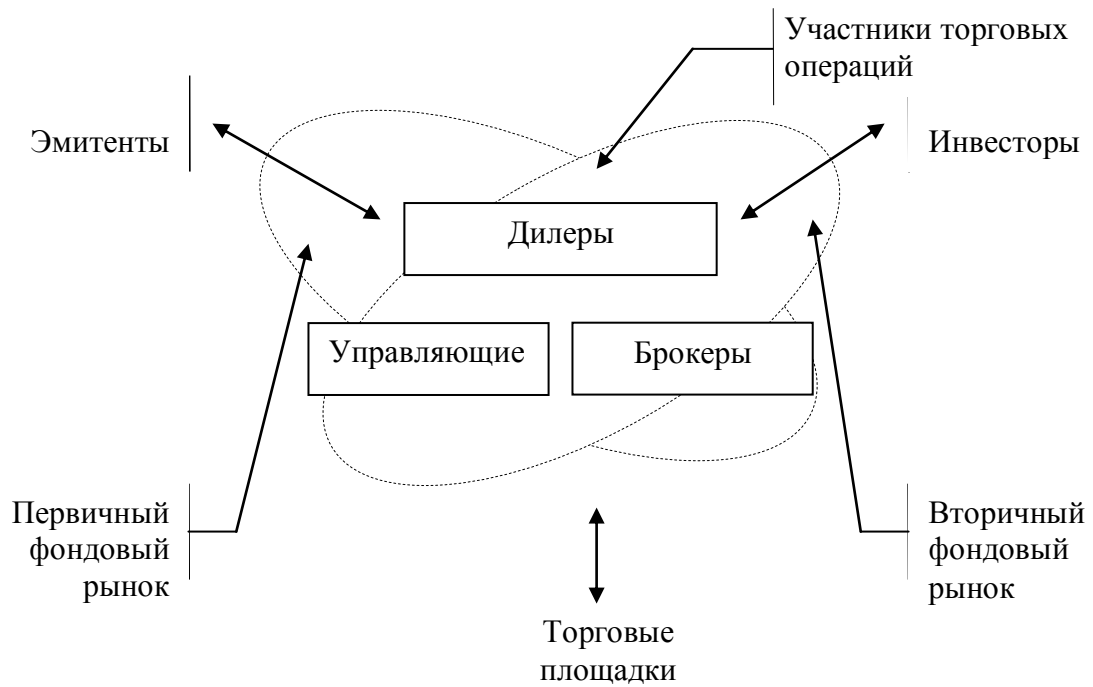 Участники торговых
операций
Эмитенты
Инвесторы
Дилеры
Управляющие
Брокеры
Первичный
фондовый
рынок
Вторичный
фондовый
рынок
Торговые
площадки